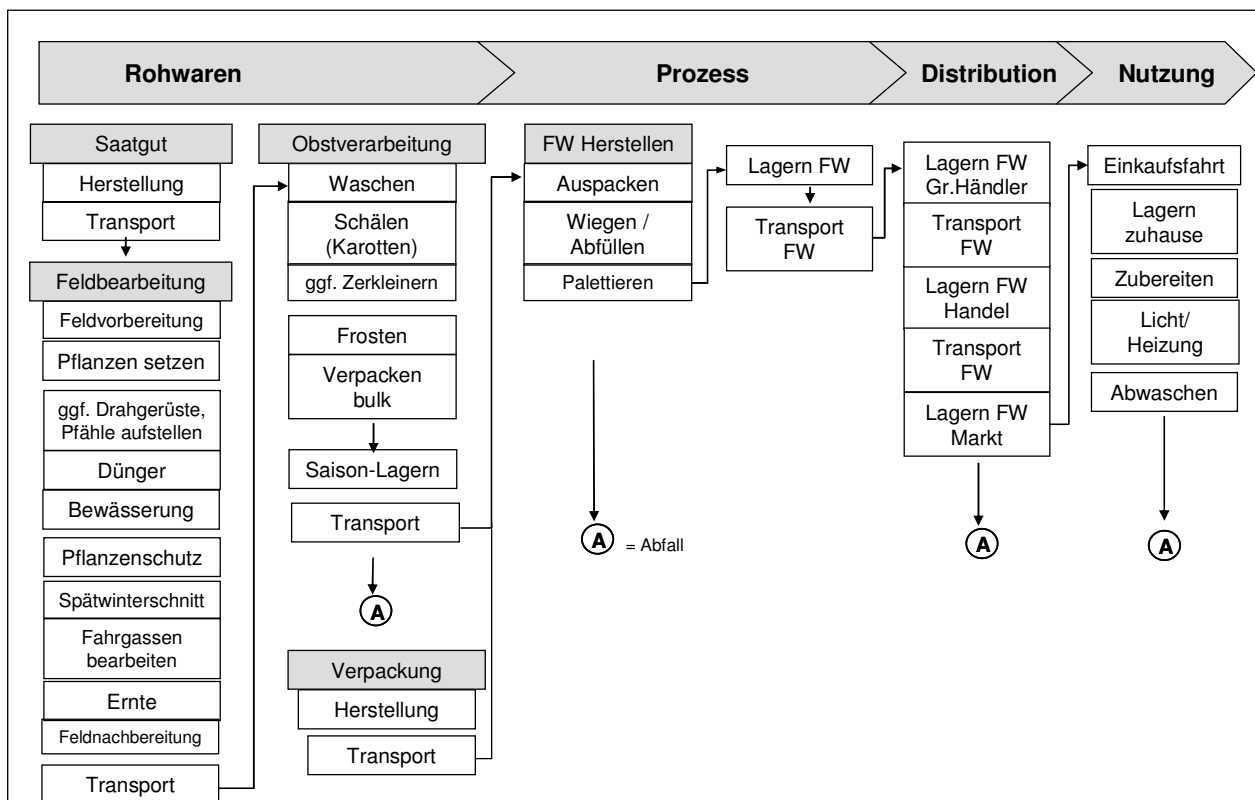 Rohwaren
Prozess
Distribution
Nutzung
Saatgut
Herstellung
Transport
Feldbearbeitung
Feldvorbereitung
Pflanzen setzen
ggf. Drahgerüste,
Pfähle aufstellen
Dünger
Bewässerung
Pflanzenschutz
Spätwinterschnitt
Fahrgassen
bearbeiten
Ernte
Feldnachbereitung
Transport
Obstverarbeitung
Waschen
Schälen
(Karotten)
ggf. Zerkleinern
Frosten
Verpacken
bulk
Saison-Lagern
Transport
A
Verpackung
Herstellung
Transport
FW Herstellen
Auspacken
Wiegen /
Abfüllen
Palettieren
A = Abfall
Lagern FW
Transport
FW
Lagern FW
Gr.Händler
Transport
FW
Lagern FW
Handel
Transport
FW
Lagern FW
Markt
A
Einkaufsfahrt
Lagern
zuhause
Zubereiten
Licht/
Heizung
Abwaschen
A